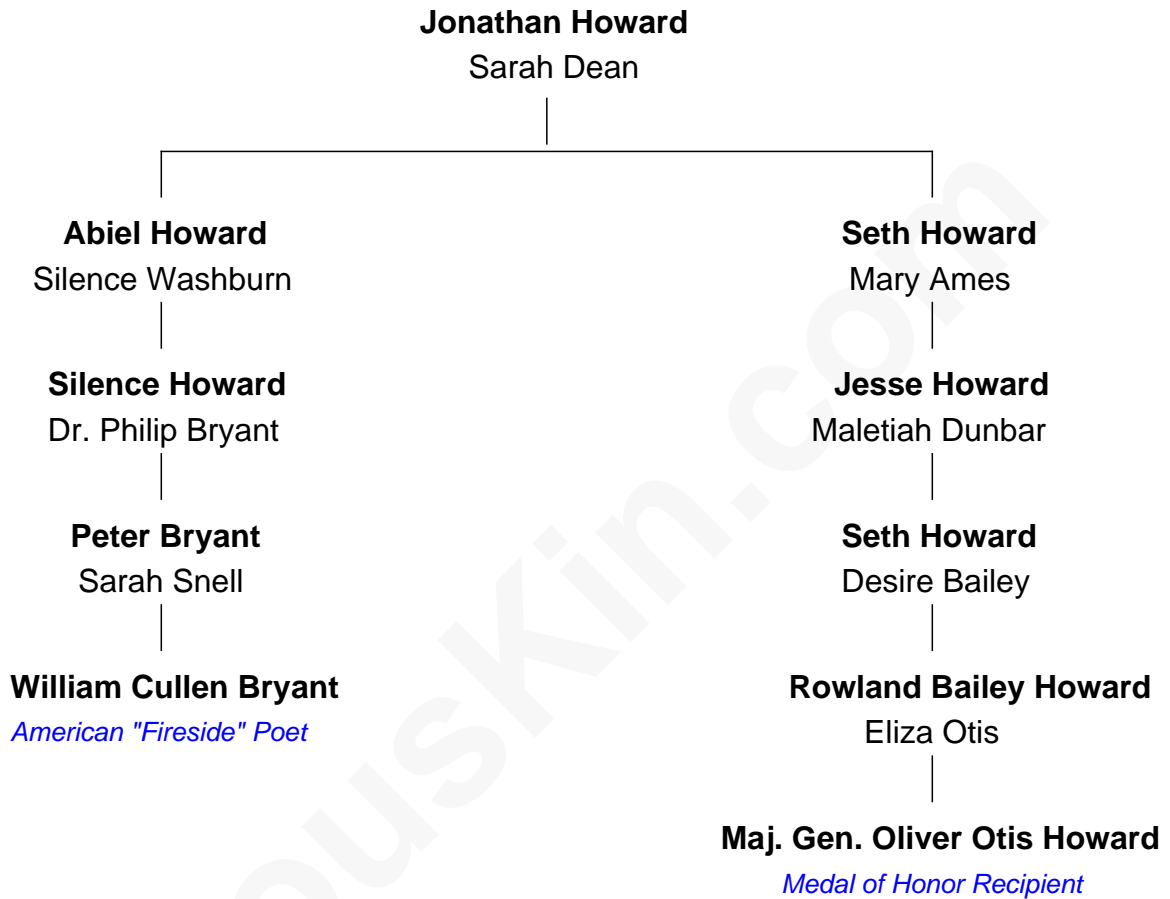 Jonathan Howard
Sarah Dean
Abiel Howard
Silence Washburn
Seth Howard
Mary Ames
Silence Howard
Dr. Philip Bryant
Jesse Howard
Maletiah Dunbar
Peter Bryant
Sarah Snell
Seth Howard
Desire Bailey
William Cullen Bryant
American "Fireside" Poet
Rowland Bailey Howard
Eliza Otis
Maj. Gen. Oliver Otis Howard
Medal of Honor Recipient
ousKin.com